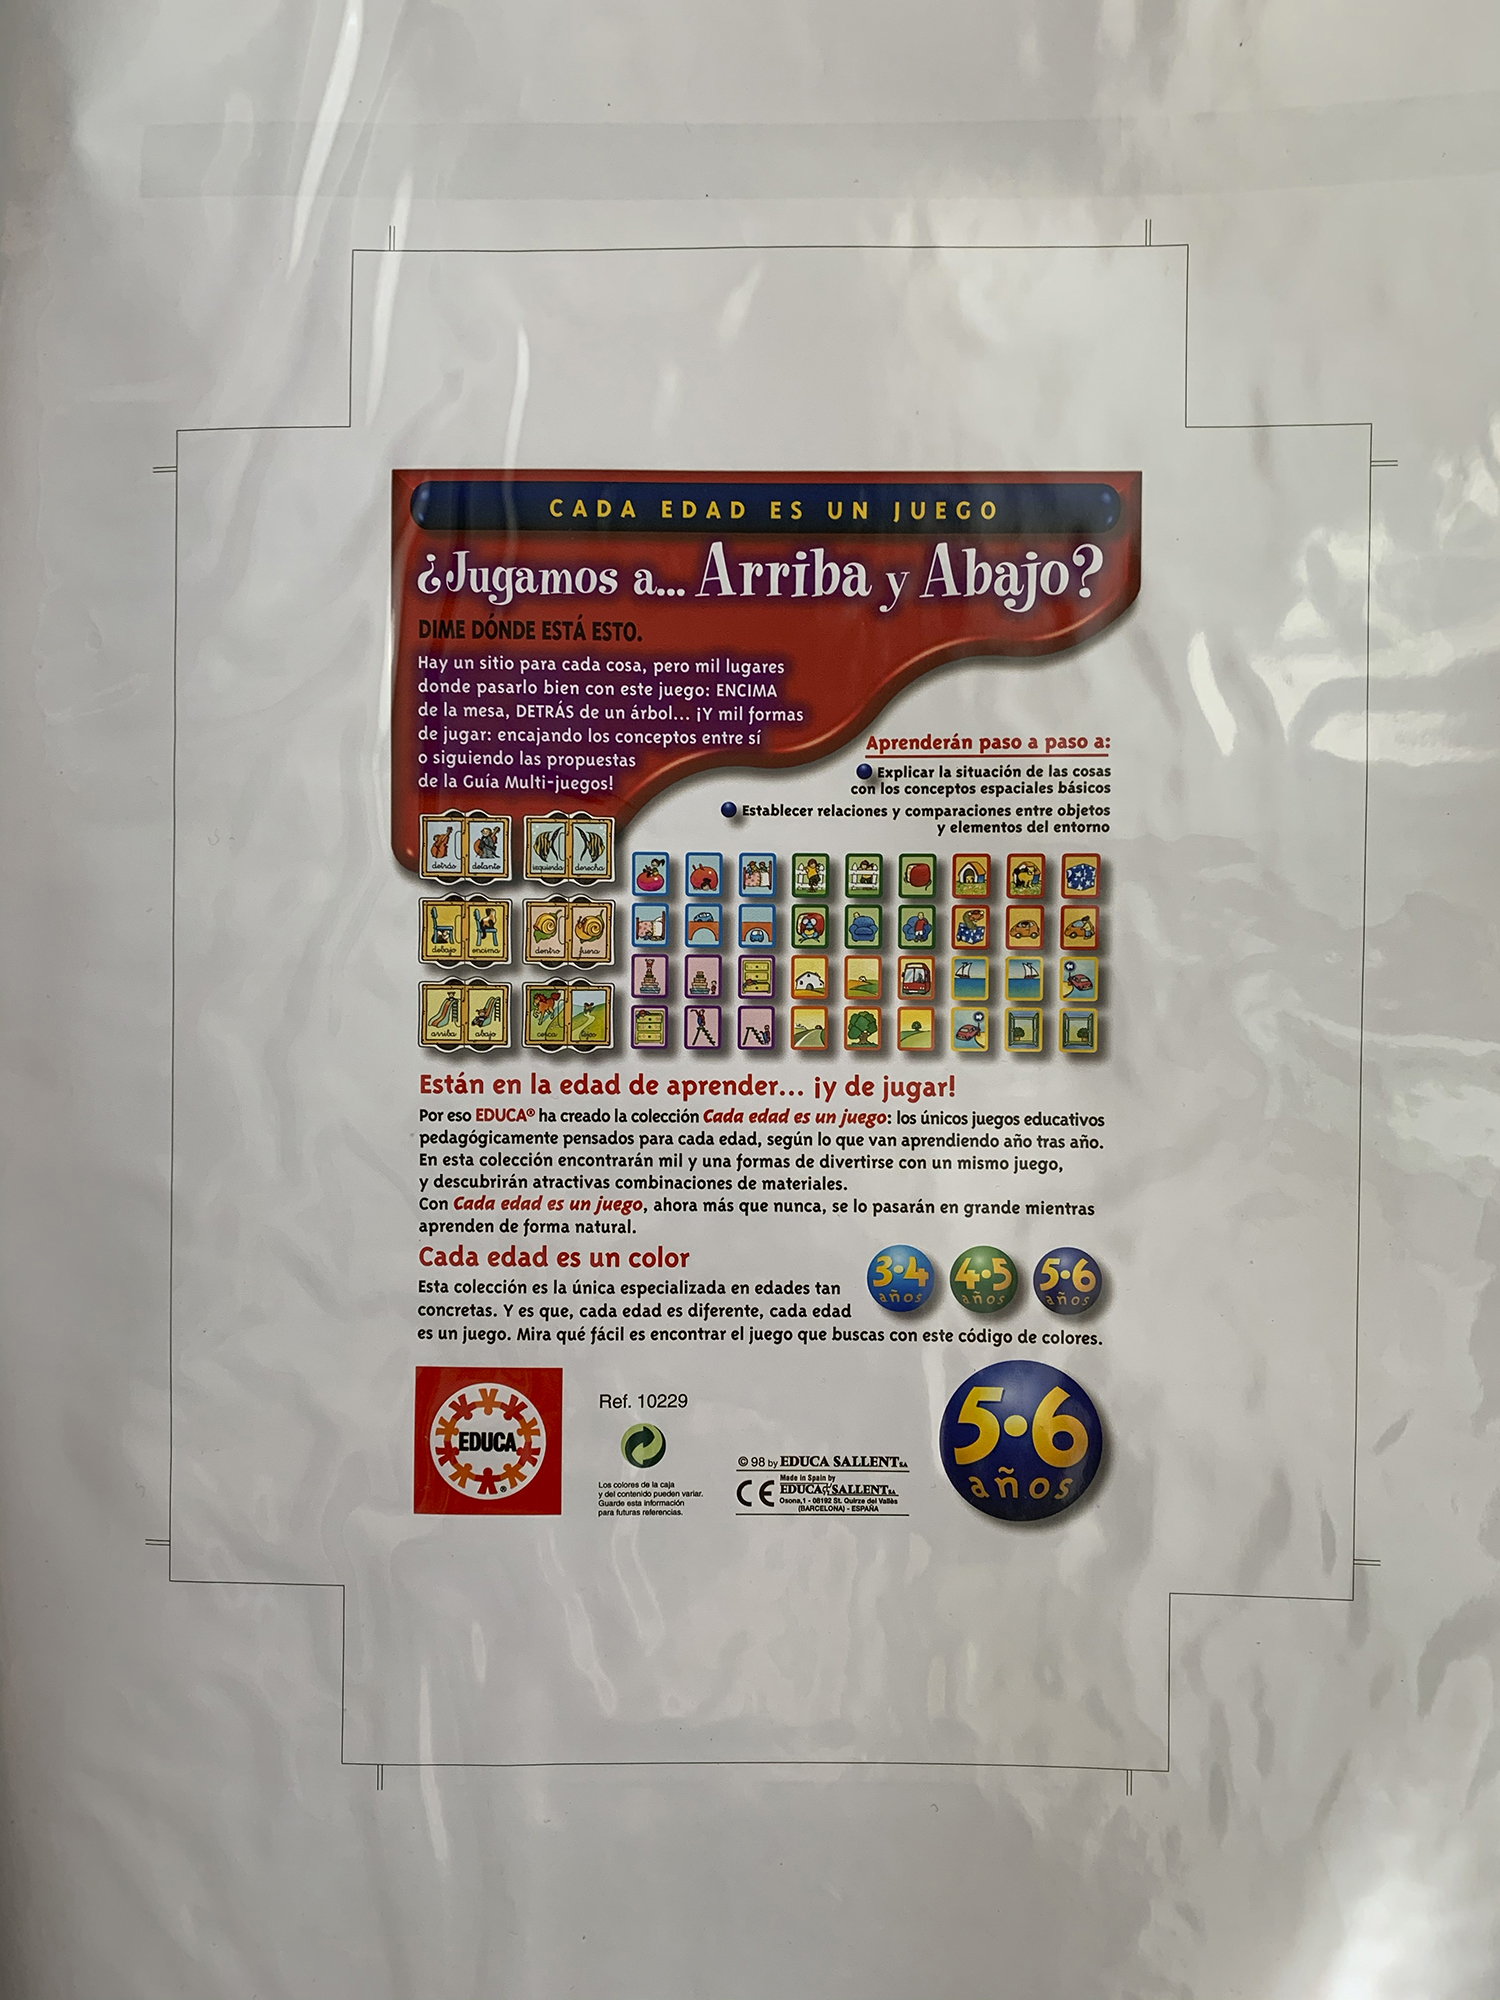 CADA EDAD ES UN JUEGO
¿Jugamos a... Arriba y Abajo?
DIME DÓNDE ESTÁ ESTO.
Hay un sitio para cada cosa, pero mil lugares
donde pasarlo bien con este juego: ENCIMA
de la mesa, DETRÁS de un árbol... ¡Y mil formas
de jugar: encajando los conceptos entre sí
o siguiendo las propuestas
de la Guía Multi-juegos!
Aprenderán paso a paso a:
Explicar la situación de las cosas
con los conceptos espaciales básicos
Establecer relaciones y comparaciones entre objetos
y elementos del entorno
detrás delante izquierda derecha
debajo encima dentro fuera
arriba abajo cerca lejos
Están en la edad de aprender... ¡y de jugar!
Por eso EDUCA® ha creado la colección Cada edad es un juego: los únicos juegos educativos
pedagógicamente pensados para cada edad, según lo que van aprendiendo año tras año.
En esta colección encontrarán mil y una formas de divertirse con un mismo juego,
y descubrirán atractivas combinaciones de materiales.
Con Cada edad es un juego, ahora más que nunca, se lo pasarán en grande mientras
aprenden de forma natural.
Cada edad es un color
Esta colección es la única especializada en edades tan
concretas. Y es que, cada edad es diferente, cada edad
es un juego. Mira qué fácil es encontrar el juego que buscas con este código de colores.
3•4 años
4•5 años
5•6 años
EDUCA ®
Ref. 10229
Los colores de la caja
y del contenido pueden variar.
Guarde esta información
para futuras referencias.
© 98 by EDUCA SALLENT SA
CE
Made in Spain by
EDUCA SALLENT SA
Osona,1 - 08192 St. Quirze del Vallès
(BARCELONA) - ESPAÑA
5•6
años